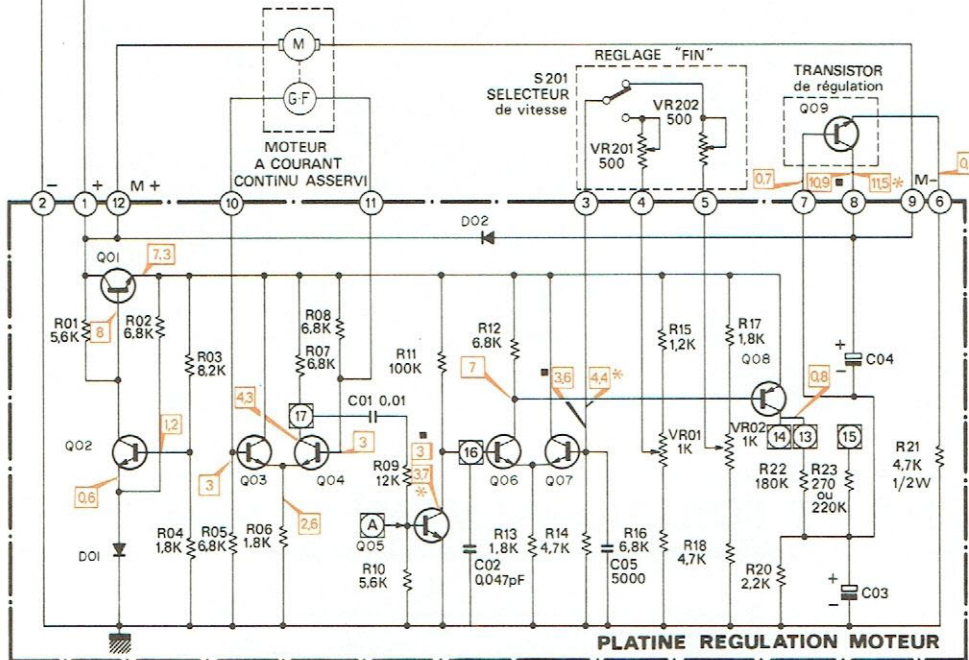 REGLAGE "FIN"
M
G·F
MOTEUR
A COURANT
CONTINU ASSERVI
S201
SELECTEUR
de vitesse
VR201
500
VR202
500
TRANSISTOR
de régulation
Q09
0,7
10,9 ■
11,5 *
0,
- + M+ M-
2 1 12 10 11 3 4 5 7 8 9 6
D02
Q01
7,3
R01
5,6K
8
R02
6,8K
R03
8,2K
R08
6,8K
R07
6,8K
R11
100K
R12
6.8K
R15
1,2K
R17
1,8K
Q08
C04
+
-
C01 0.01
17
4,3
7
■
3,6
4,4 *
0,8
Q02
1,2
0,6
3
Q03
Q04
3
R09
12K
■
3
3,7
*
16
Q06
Q07
VR01
1K
VR02
1K
14
13
15
R22
180K
R23
270
ou
220K
R21
4,7K
1/2W
2,6
A
Q05
D01
R04
1,8K
R05
6,8K
R06
1.8K
R10
5,6K
C02
0,047pF
R13
1.8K
R14
4,7K
C05
5000
R16
6,8K
R18
4,7K
R20
2,2K
+
-
C03
PLATINE REGULATION MOTEUR